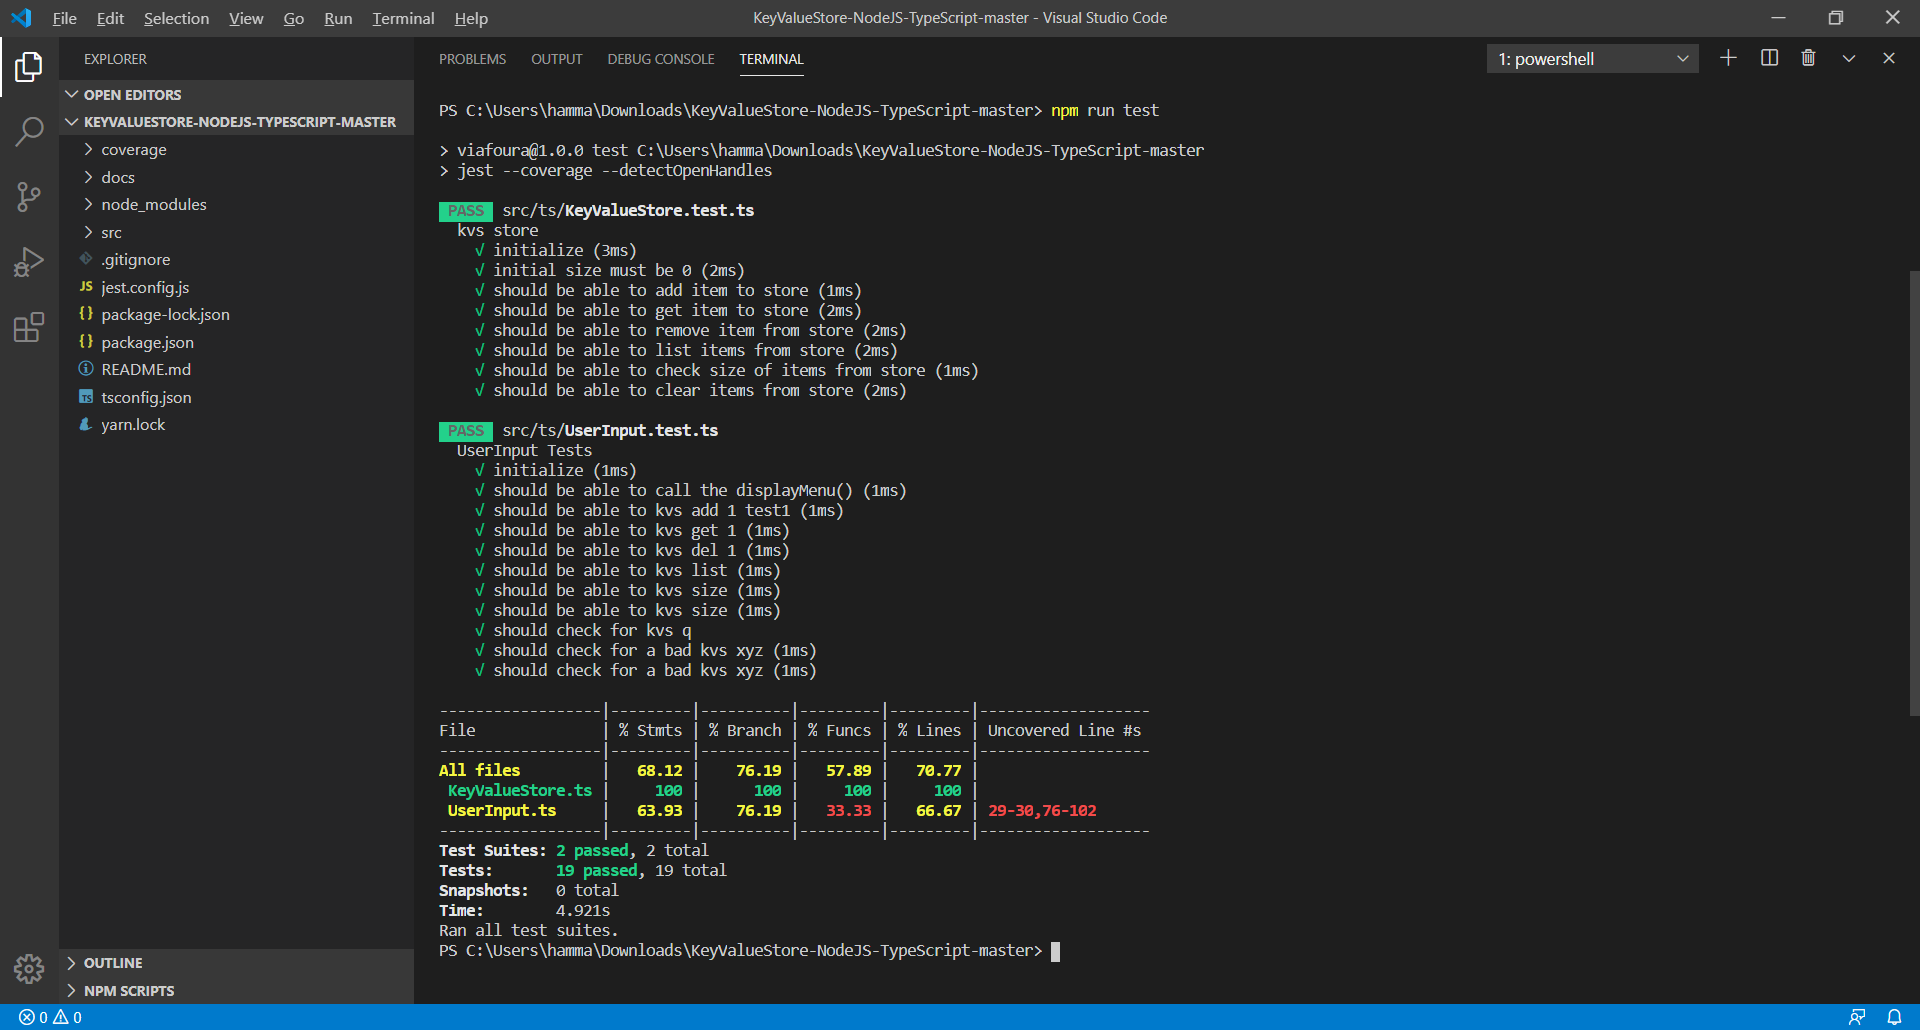 File Edit Selection View Go Run Terminal Help
KeyValueStore-NodeJS-TypeScript-master - Visual Studio Code
EXPLORER
OPEN EDITORS
KEYVALUESTORE-NODEJS-TYPESCRIPT-MASTER
coverage
docs
node_modules
src
.gitignore
JS jest.config.js
{} package-lock.json
{} package.json
README.md
TS tsconfig.json
yarn.lock
OUTLINE
NPM SCRIPTS
PROBLEMS OUTPUT DEBUG CONSOLE TERMINAL
1: powershell
PS C:\Users\hamma\Downloads\KeyValueStore-NodeJS-TypeScript-master> npm run test
> viafoura@1.0.0 test C:\Users\hamma\Downloads\KeyValueStore-NodeJS-TypeScript-master
> jest --coverage --detectOpenHandles
PASS src/ts/KeyValueStore.test.ts
kvs store
√ initialize (3ms)
√ initial size must be 0 (2ms)
√ should be able to add item to store (1ms)
√ should be able to get item to store (2ms)
√ should be able to remove item from store (2ms)
√ should be able to list items from store (2ms)
√ should be able to check size of items from store (1ms)
√ should be able to clear items from store (2ms)
PASS src/ts/UserInput.test.ts
UserInput Tests
√ initialize (1ms)
√ should be able to call the displayMenu() (1ms)
√ should be able to kvs add 1 test1 (1ms)
√ should be able to kvs get 1 (1ms)
√ should be able to kvs del 1 (1ms)
√ should be able to kvs list (1ms)
√ should be able to kvs size (1ms)
√ should be able to kvs size (1ms)
√ should check for kvs q
√ should check for a bad kvs xyz (1ms)
√ should check for a bad kvs xyz (1ms)
------------------|---------|----------|---------|---------|-------------------
File | % Stmts | % Branch | % Funcs | % Lines | Uncovered Line #s
------------------|---------|----------|---------|---------|-------------------
All files | 68.12 | 76.19 | 57.89 | 70.77 |
KeyValueStore.ts | 100 | 100 | 100 | 100 |
UserInput.ts | 63.93 | 76.19 | 33.33 | 66.67 | 29-30,76-102
------------------|---------|----------|---------|---------|-------------------
Test Suites: 2 passed, 2 total
Tests: 19 passed, 19 total
Snapshots: 0 total
Time: 4.921s
Ran all test suites.
PS C:\Users\hamma\Downloads\KeyValueStore-NodeJS-TypeScript-master>
0 0